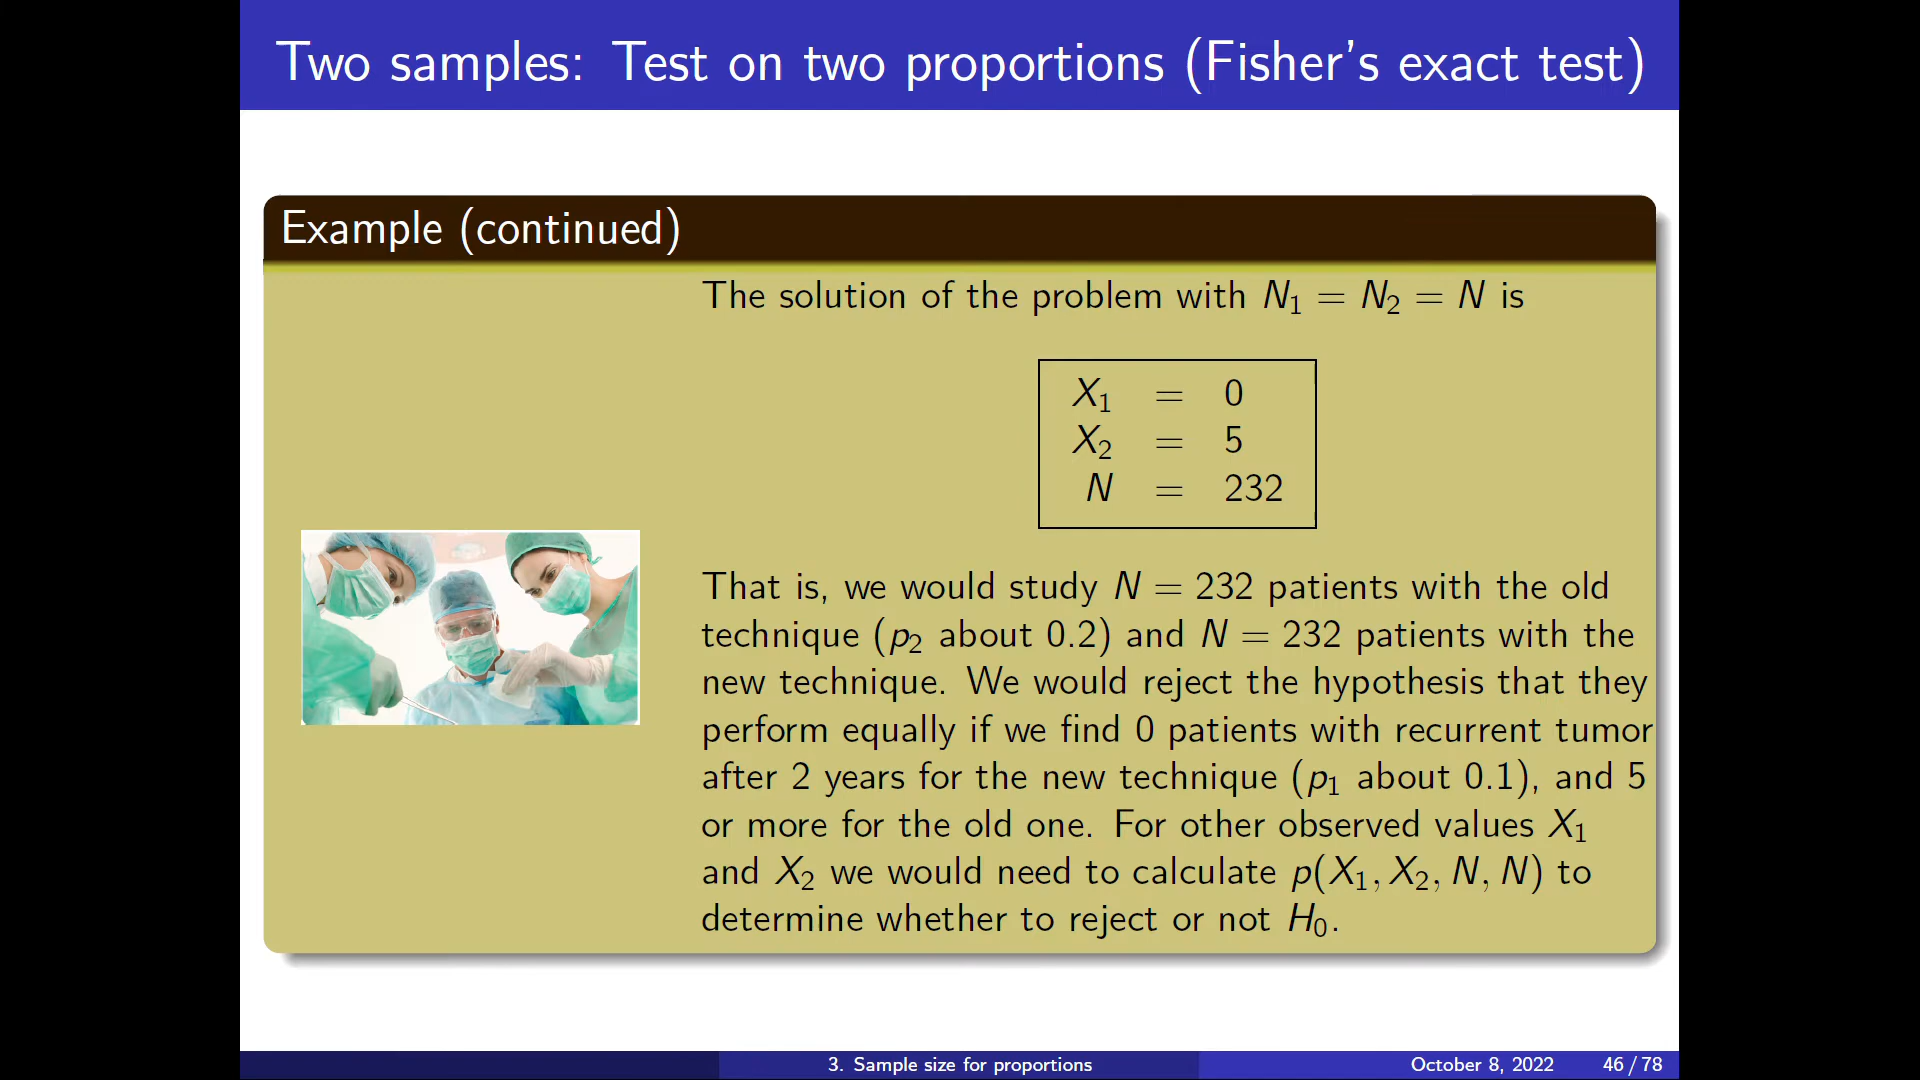 Two samples: Test on two proportions (Fisher's exact test)
Example (continued)
The solution of the problem with N₁ = N₂ = N is
X₁ = 0
X₂ = 5
N = 232
That is, we would study N = 232 patients with the old
technique (p₂ about 0.2) and N = 232 patients with the
new technique. We would reject the hypothesis that they
perform equally if we find 0 patients with recurrent tumor
after 2 years for the new technique (p₁ about 0.1), and 5
or more for the old one. For other observed values X₁
and X₂ we would need to calculate p(X₁, X₂, N, N) to
determine whether to reject or not H₀.
3. Sample size for proportions
October 8, 2022
46 / 78